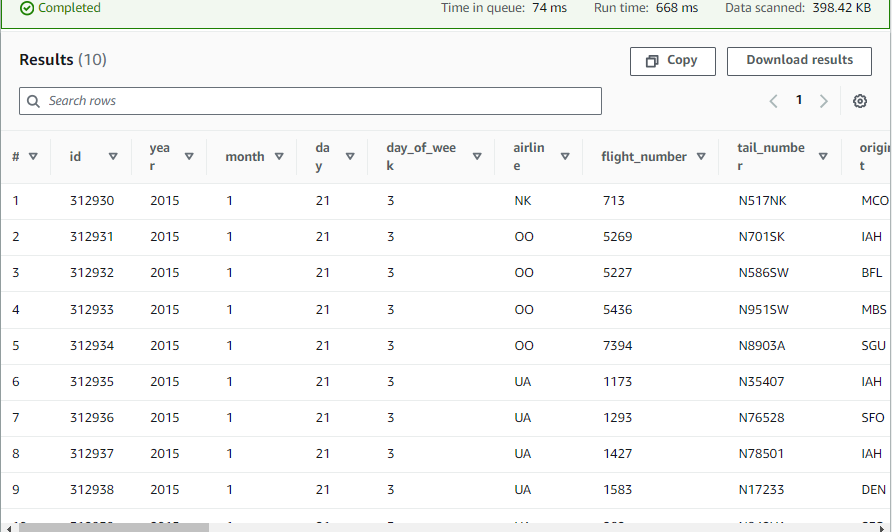 Completed Time in queue: 74 ms Run time: 668 ms Data scanned: 398.42 KB
Results (10) Copy Download results
Search rows 1
# id year month day day_of_week airline flight_number tail_number origin t
1 312930 2015 1 21 3 NK 713 N517NK MCO
2 312931 2015 1 21 3 OO 5269 N701SK IAH
3 312932 2015 1 21 3 OO 5227 N586SW BFL
4 312933 2015 1 21 3 OO 5436 N951SW MBS
5 312934 2015 1 21 3 OO 7394 N8903A SGU
6 312935 2015 1 21 3 UA 1173 N35407 IAH
7 312936 2015 1 21 3 UA 1293 N76528 SFO
8 312937 2015 1 21 3 UA 1427 N78501 IAH
9 312938 2015 1 21 3 UA 1583 N17233 DEN